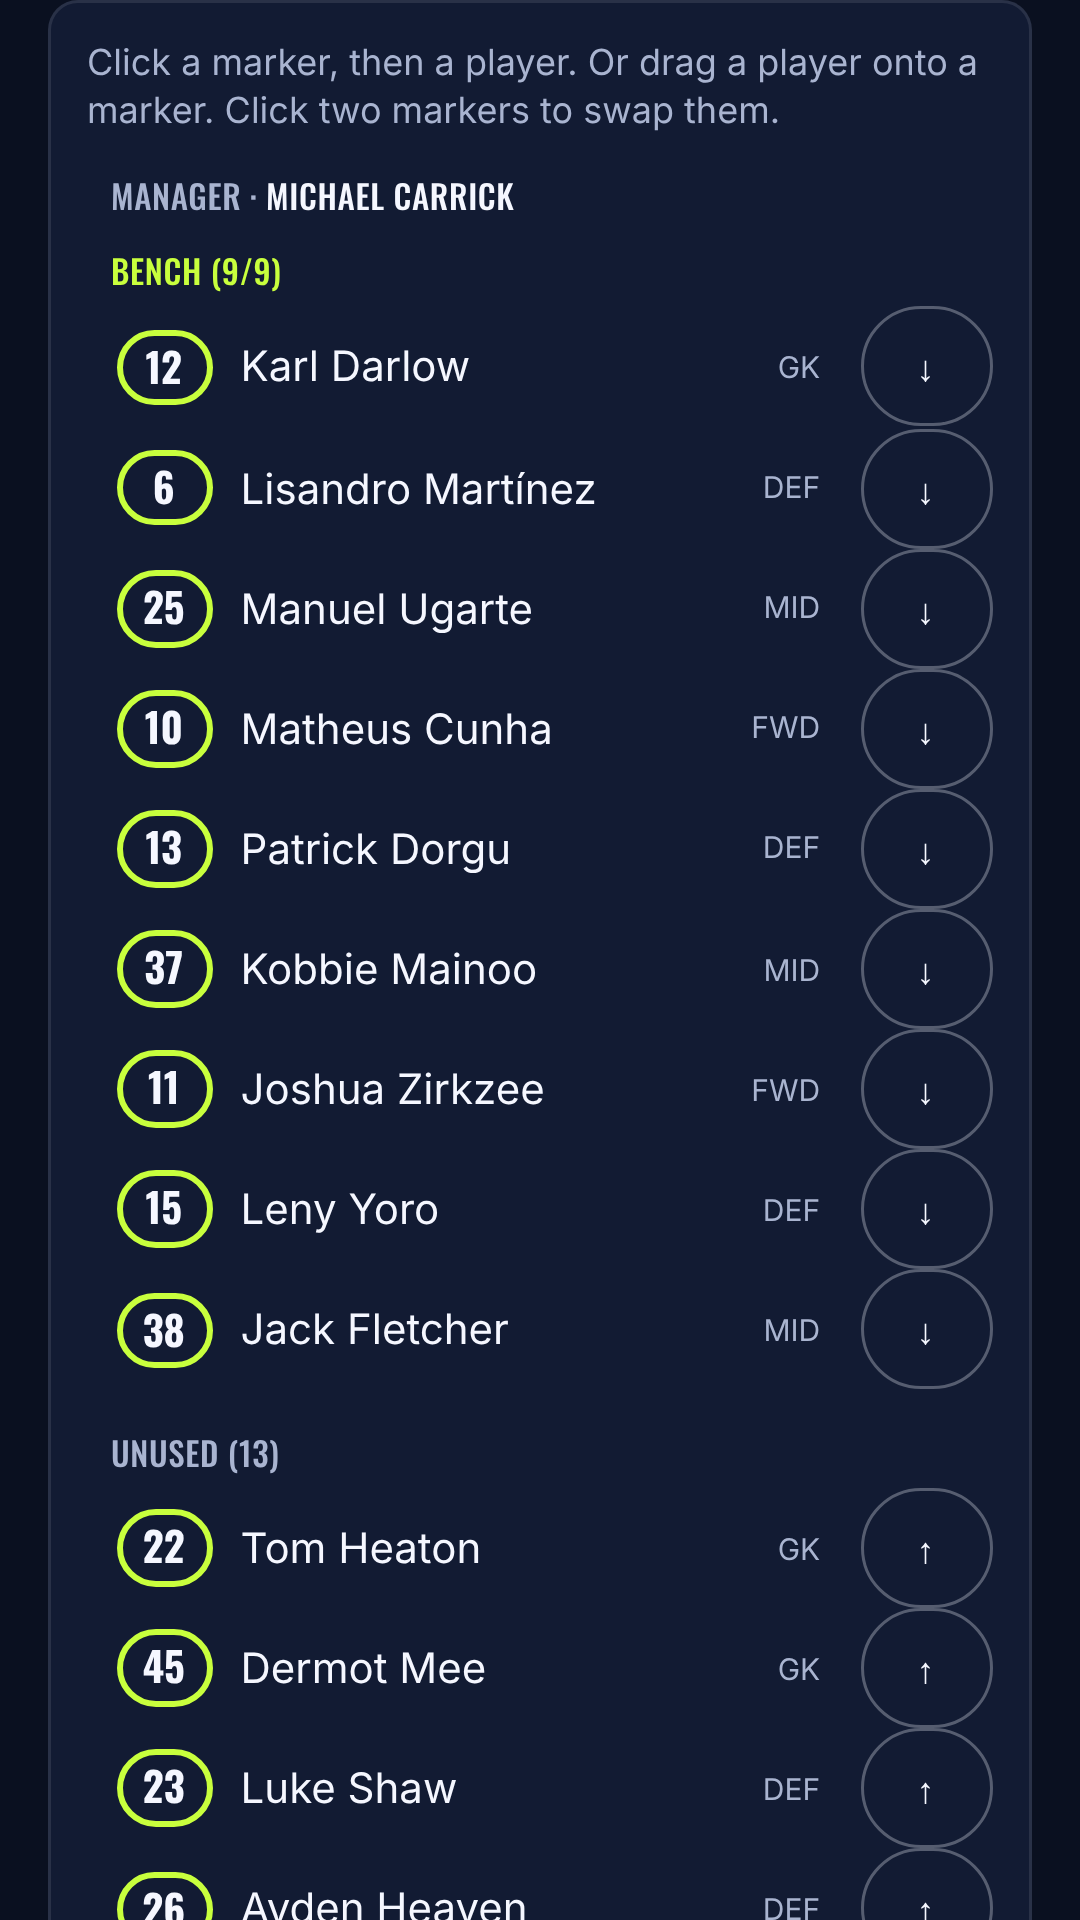 Click a marker, then a player. Or drag a player onto a
marker. Click two markers to swap them.
MANAGER · MICHAEL CARRICK
BENCH (9/9)
12 Karl Darlow GK ↓
6 Lisandro Martínez DEF ↓
25 Manuel Ugarte MID ↓
10 Matheus Cunha FWD ↓
13 Patrick Dorgu DEF ↓
37 Kobbie Mainoo MID ↓
11 Joshua Zirkzee FWD ↓
15 Leny Yoro DEF ↓
38 Jack Fletcher MID ↓
UNUSED (13)
22 Tom Heaton GK ↑
45 Dermot Mee GK ↑
23 Luke Shaw DEF ↑
26 Ayden Heaven DEF ↑